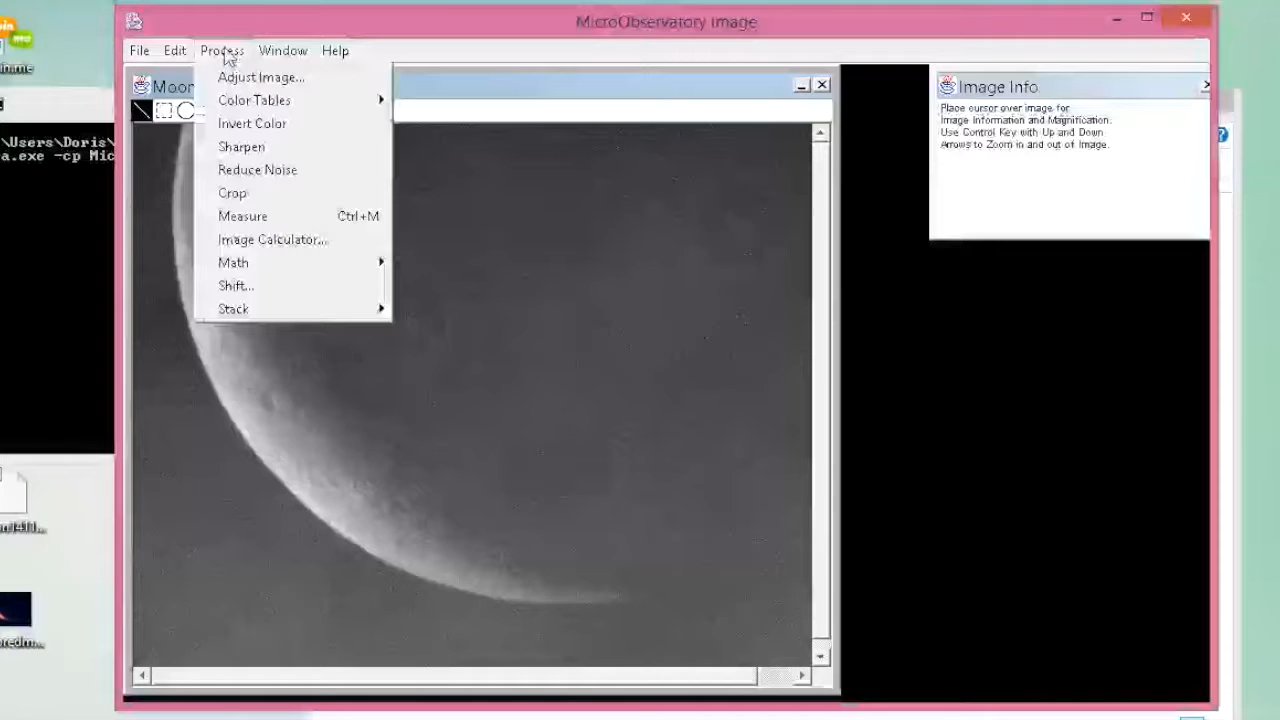 MicroObservatory Image
File Edit Process Window Help
Moon
Adjust Image...
Color Tables
Invert Color
Sharpen
Reduce Noise
Crop
Measure Ctrl+M
Image Calculator...
Math
Shift...
Stack
Image Info
Place cursor over image for
Image Information and Magnification.
Use Control Key with Up and Down
Arrows to Zoom in and out of Image.
\Users\Doris\
a.exe -cp Mic